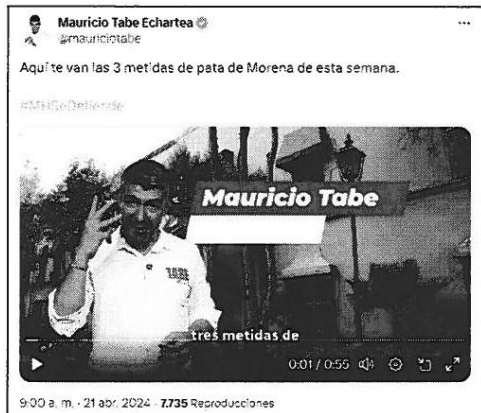 Mauricio Tabe Echartea
@mauriciotabe
Aquí te van las 3 metidas de pata de Morena de esta semana.
#MHSeDefiende
Mauricio Tabe
TABE
tres metidas de
0:01 / 0:55
9:00 a. m. · 21 abr. 2024 · 7.735 Reproducciones